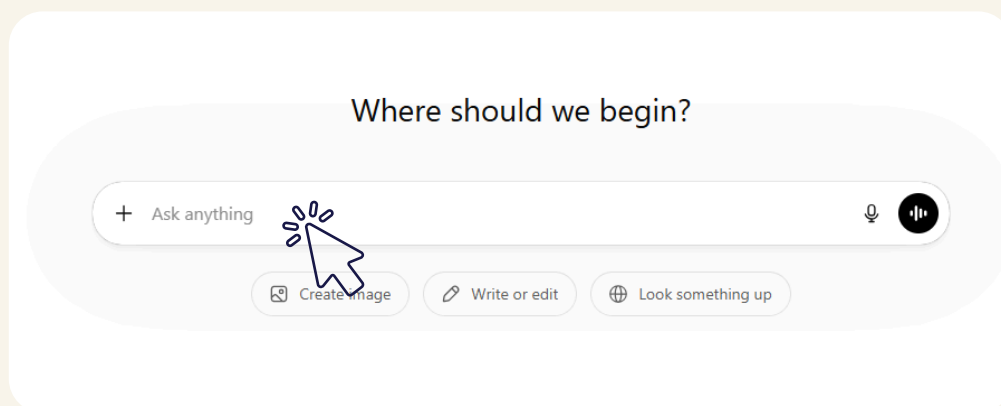 Where should we begin?
Ask anything
Create image Write or edit Look something up